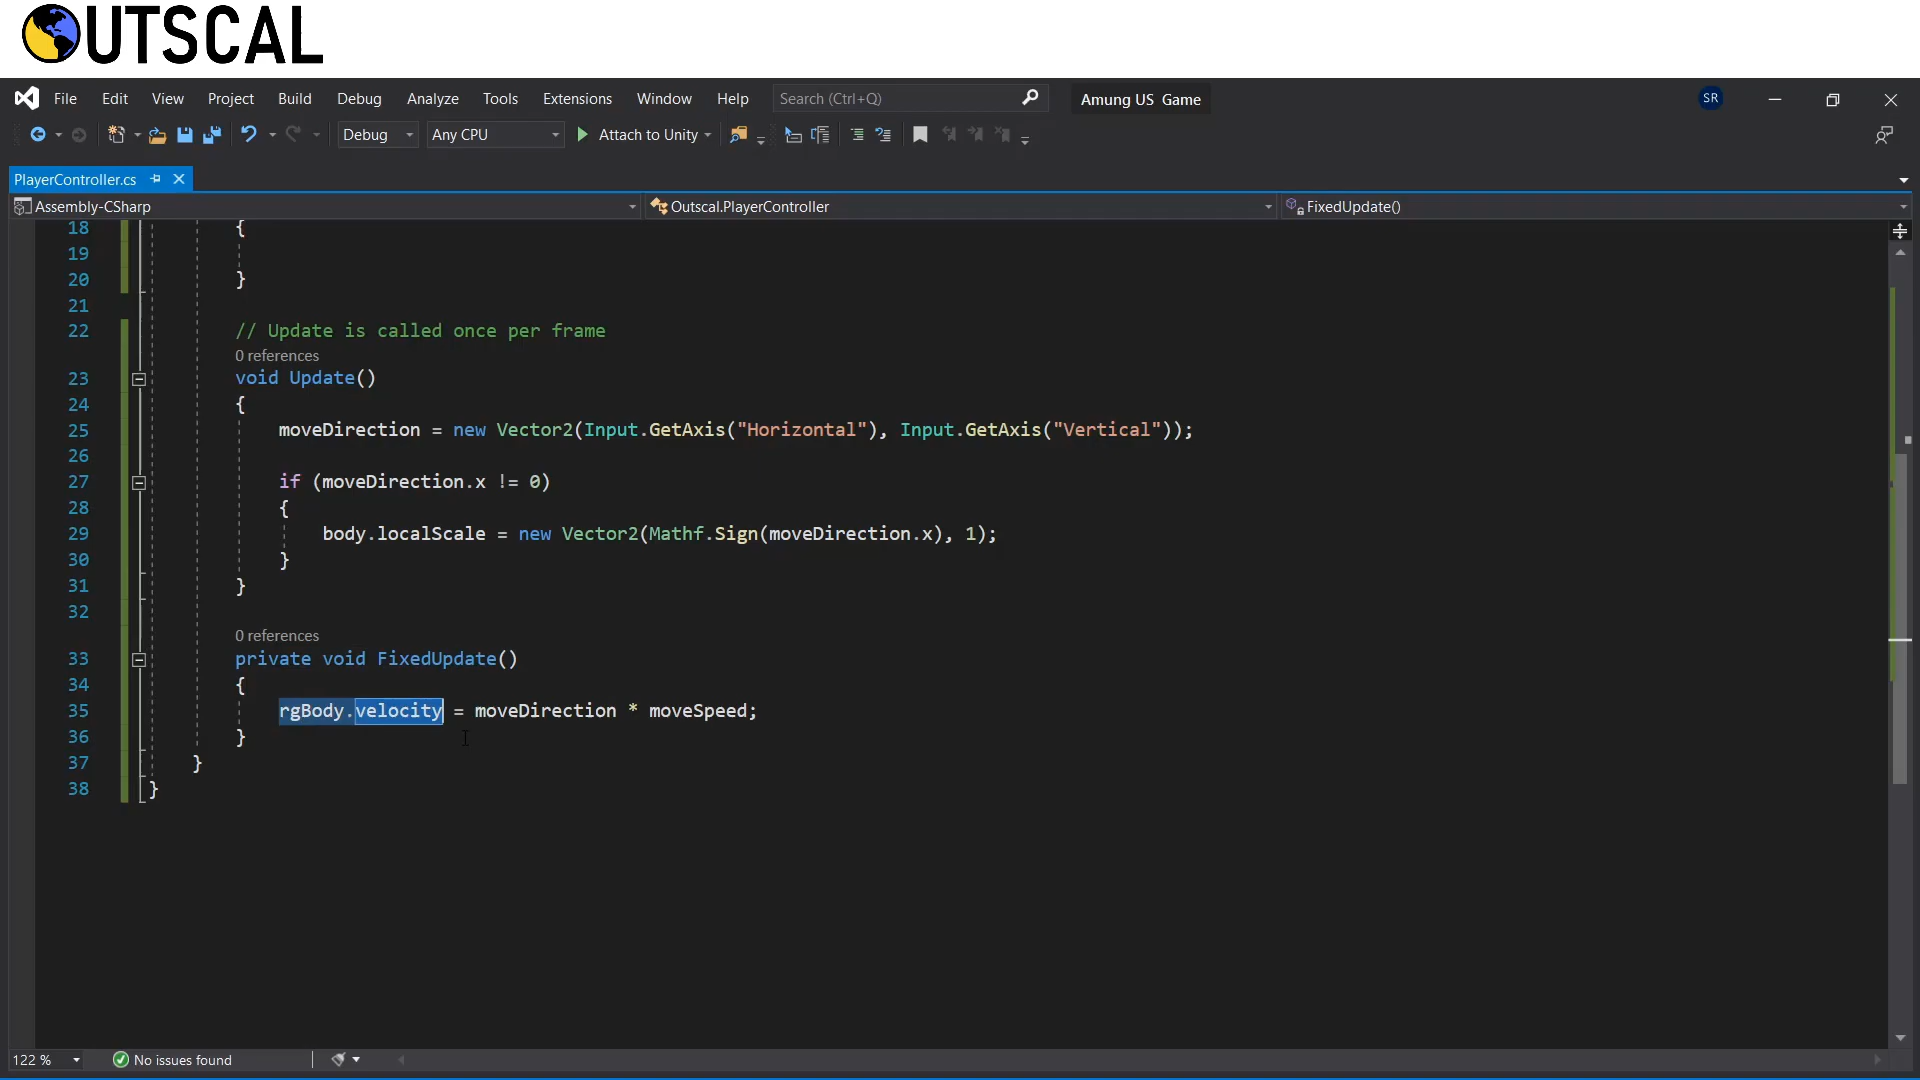 OUTSCAL
File Edit View Project Build Debug Analyze Tools Extensions Window Help Search (Ctrl+Q) Amung US Game SR
Debug Any CPU Attach to Unity
PlayerController.cs
Assembly-CSharp Outscal.PlayerController FixedUpdate()
18 {
19
20 }
21
22 // Update is called once per frame
0 references
23 void Update()
24 {
25 moveDirection = new Vector2(Input.GetAxis("Horizontal"), Input.GetAxis("Vertical"));
26
27 if (moveDirection.x != 0)
28 {
29 body.localScale = new Vector2(Mathf.Sign(moveDirection.x), 1);
30 }
31 }
32
0 references
33 private void FixedUpdate()
34 {
35 rgBody.velocity = moveDirection * moveSpeed;
36 }
37 }
38 }
122 % No issues found